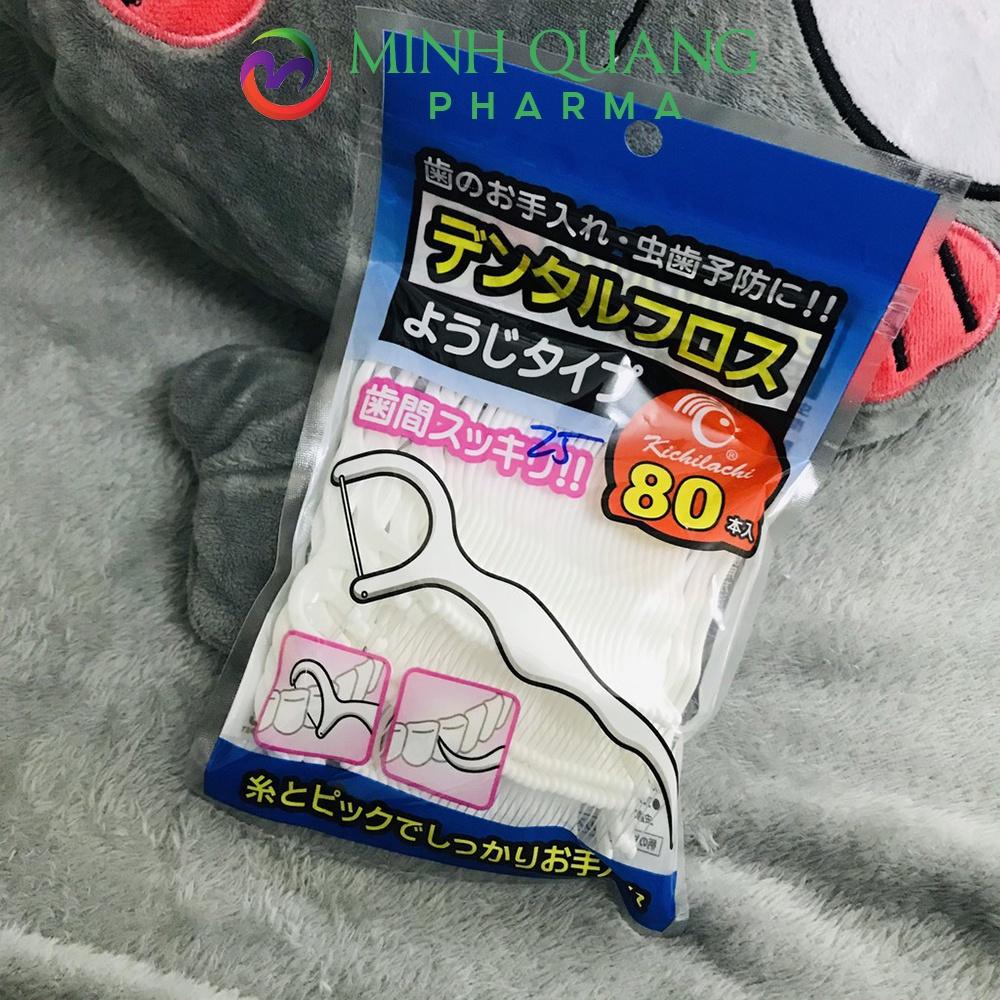 MINH QUANG
PHARMA
歯のお手入れ・虫歯予防に!!
デンタルフロス
ようじタイプ
歯間スッキリ!!
25
Kichilachi®
80本入
糸とピックでしっかりお手入れ